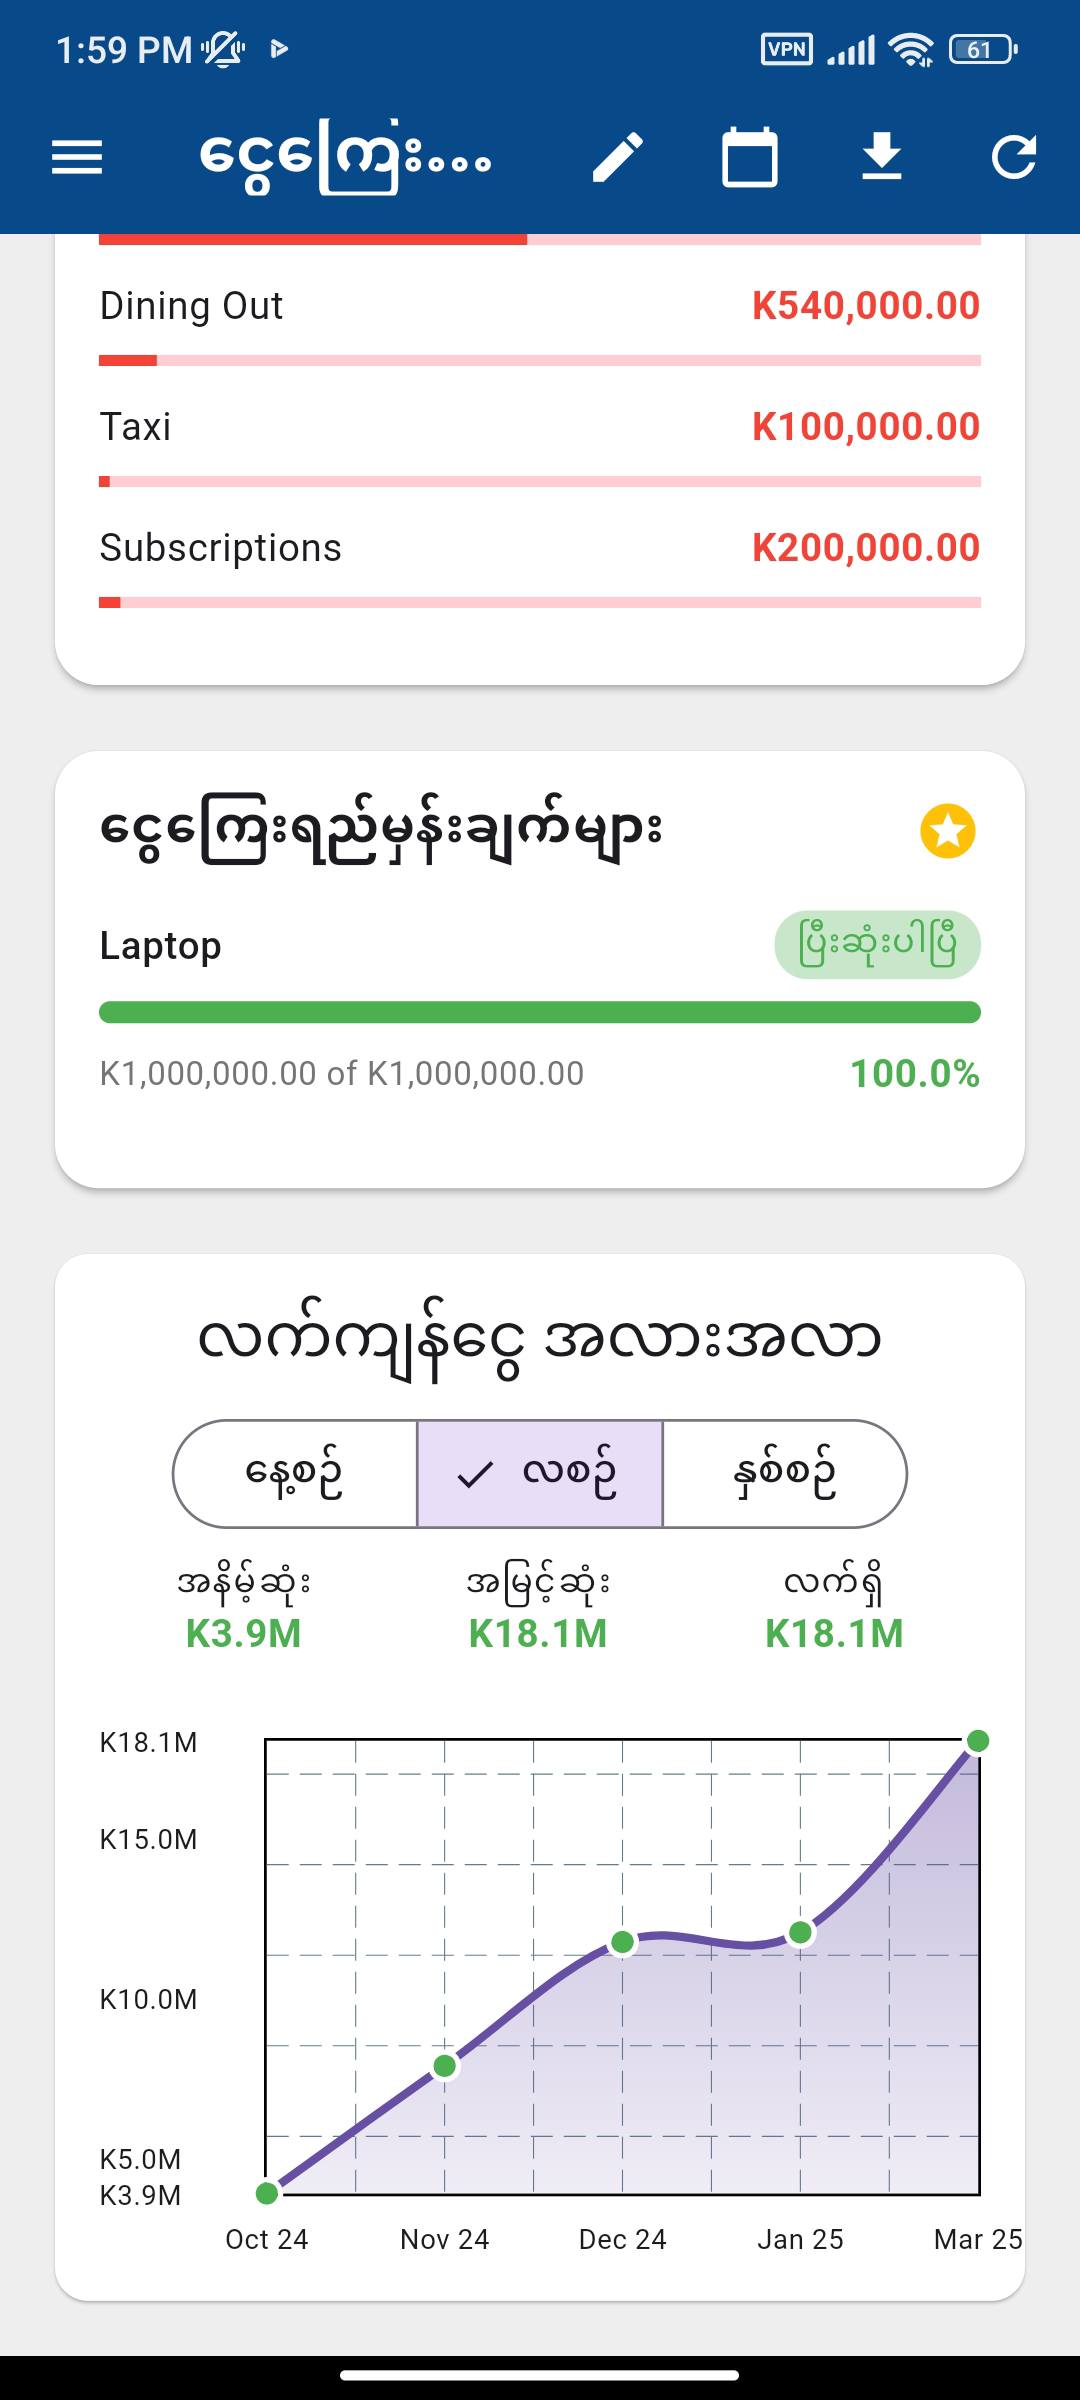 1:59 PM
VPN
61
ငွေကြေး...
Dining Out K540,000.00
Taxi K100,000.00
Subscriptions K200,000.00
ငွေကြေးရည်မှန်းချက်များ
Laptop ပြီးဆုံးပါပြီ
K1,000,000.00 of K1,000,000.00 100.0%
လက်ကျန်ငွေ အလားအလာ
နေ့စဉ် လစဉ် နှစ်စဉ်
အနိမ့်ဆုံး အမြင့်ဆုံး လက်ရှိ
K3.9M K18.1M K18.1M
K18.1M
K15.0M
K10.0M
K5.0M
K3.9M
Oct 24 Nov 24 Dec 24 Jan 25 Mar 25